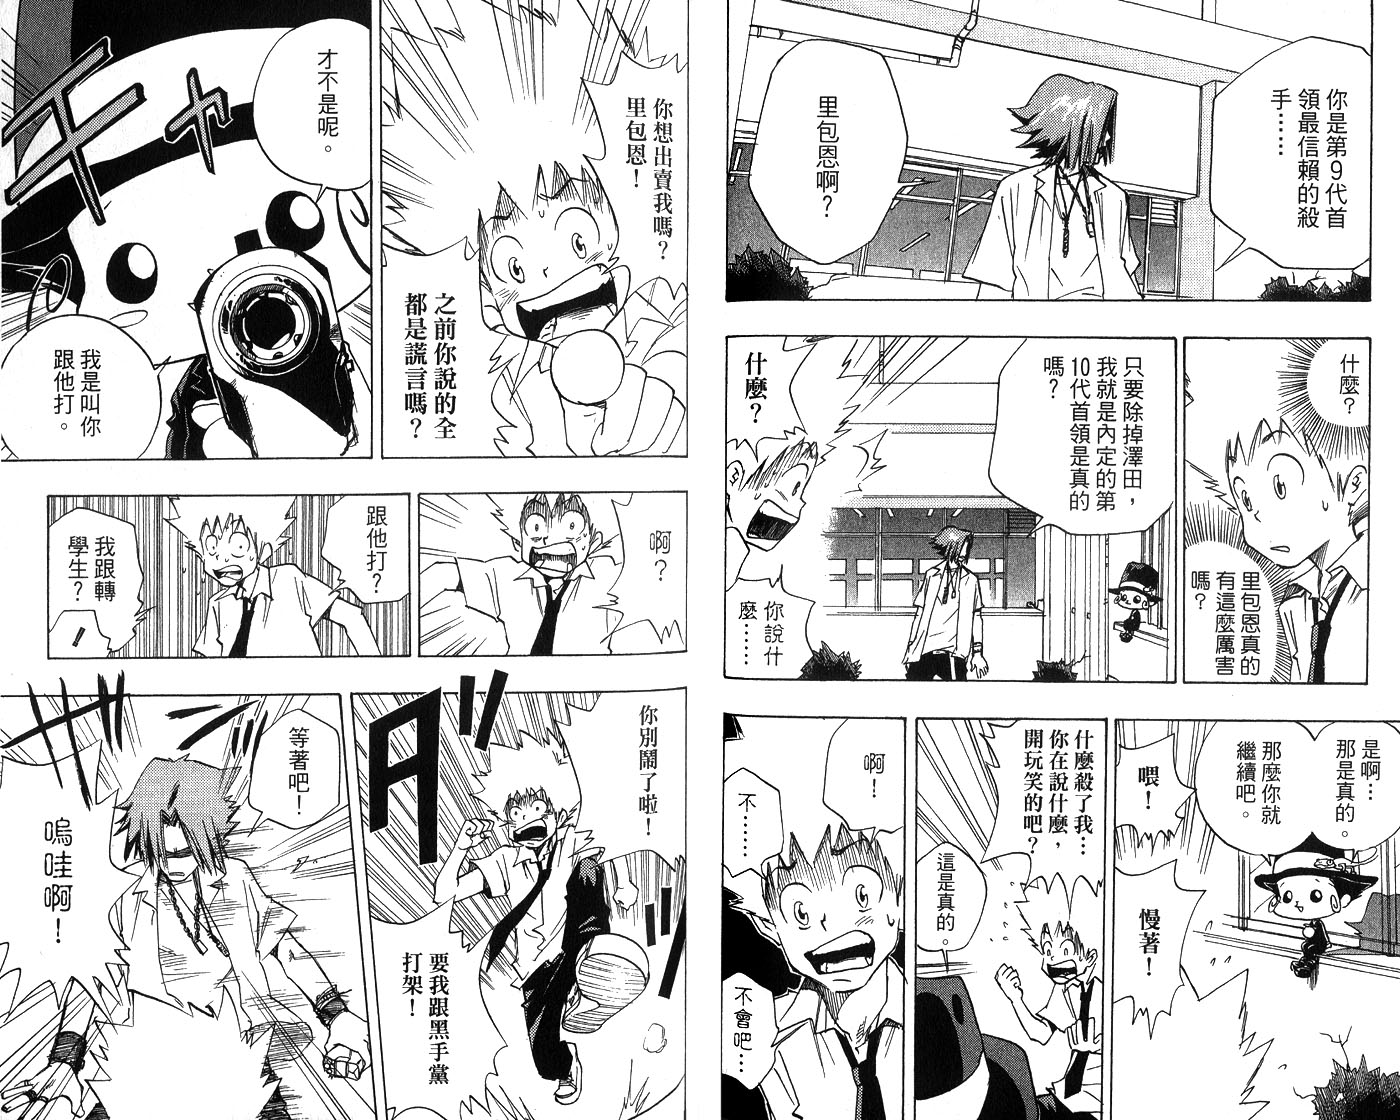 你是第9代首
領最信賴的殺
手……
里包恩啊？
什麼？
里包恩真的
有這麼厲害
嗎？
只要除掉澤田，
我就是內定的第
10代首領是真的
嗎？
什麼？
你說什
麼……
是啊…
那是真的。
那麼你就
繼續吧。
喂！
慢著！
什麼殺了我…
你在說什麼，
開玩笑的吧？
這是真的。
啊！
不……
不會吧…
你想出賣我嗎？
里包恩！
之前你說的全
都是謊言嗎？
才不是呢。
チャ
我是叫你
跟他打。
啊？
跟他打？
我跟轉
學生？
！
你別鬧了啦！
要我跟黑手黨
打架！
等著吧！
嗚哇啊！